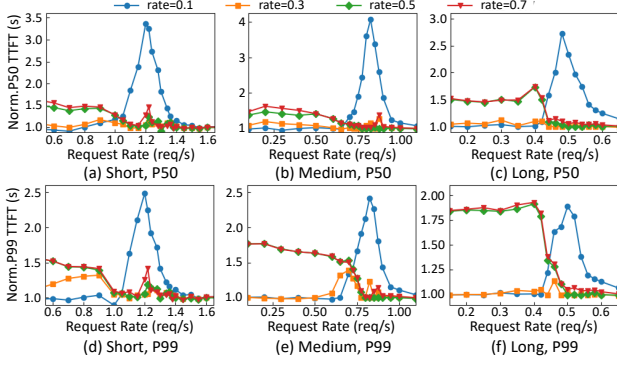 rate=0.1 rate=0.3 rate=0.5 rate=0.7
Norm.P50 TTFT (s)
3.5
3.0
2.5
2.0
1.5
1.0
0.6 0.8 1.0 1.2 1.4 1.6
Request Rate (req/s)
(a) Short, P50
4
3
2
1
0.25 0.50 0.75 1.00
Request Rate (req/s)
(b) Medium, P50
3.0
2.5
2.0
1.5
1.0
0.2 0.3 0.4 0.5 0.6
Request Rate (req/s)
(c) Long, P50
Norm.P99 TTFT (s)
2.5
2.0
1.5
1.0
0.6 0.8 1.0 1.2 1.4 1.6
Request Rate (req/s)
(d) Short, P99
2.5
2.0
1.5
1.0
0.25 0.50 0.75 1.00
Request Rate (req/s)
(e) Medium, P99
2.00
1.75
1.50
1.25
1.00
0.2 0.3 0.4 0.5 0.6
Request Rate (req/s)
(f) Long, P99